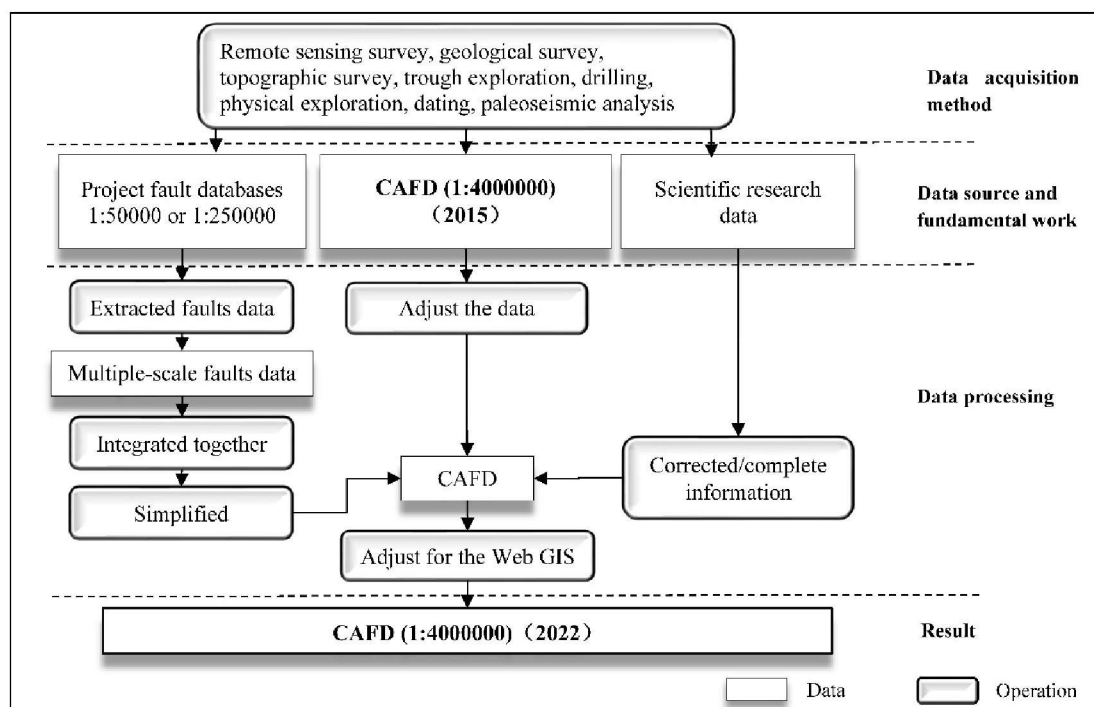 Remote sensing survey, geological survey,
topographic survey, trough exploration, drilling,
physical exploration, dating, paleoseismic analysis
Data acquisition
method
Project fault databases
1:50000 or 1:250000
CAFD (1:4000000)
（2015）
Scientific research
data
Data source and
fundamental work
Extracted faults data
Adjust the data
Multiple-scale faults data
Data processing
Integrated together
CAFD
Corrected/complete
information
Simplified
Adjust for the Web GIS
CAFD (1:4000000)（2022）
Result
Data
Operation